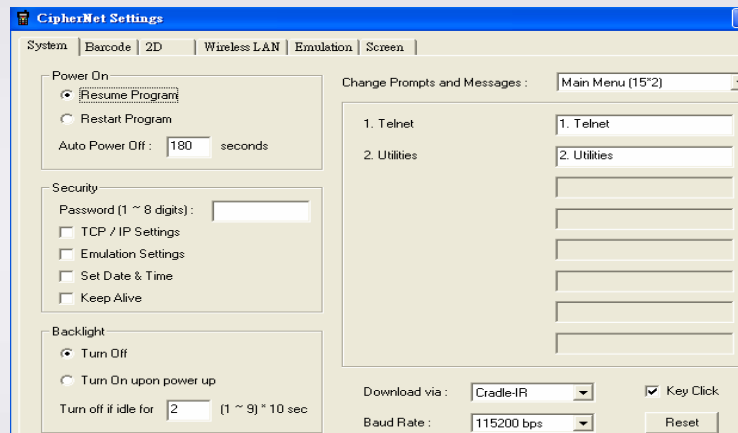 CipherNet Settings
System Barcode 2D Wireless LAN Emulation Screen
Power On
Resume Program
Restart Program
Auto Power Off : 180 seconds
Security
Password (1 ~ 8 digits) :
TCP / IP Settings
Emulation Settings
Set Date & Time
Keep Alive
Backlight
Turn Off
Turn On upon power up
Turn off if idle for 2 (1 ~ 9) * 10 sec
Change Prompts and Messages : Main Menu (15*2)
1. Telnet 1. Telnet
2. Utilities 2. Utilities
Download via : Cradle-IR Key Click
Baud Rate : 115200 bps Reset